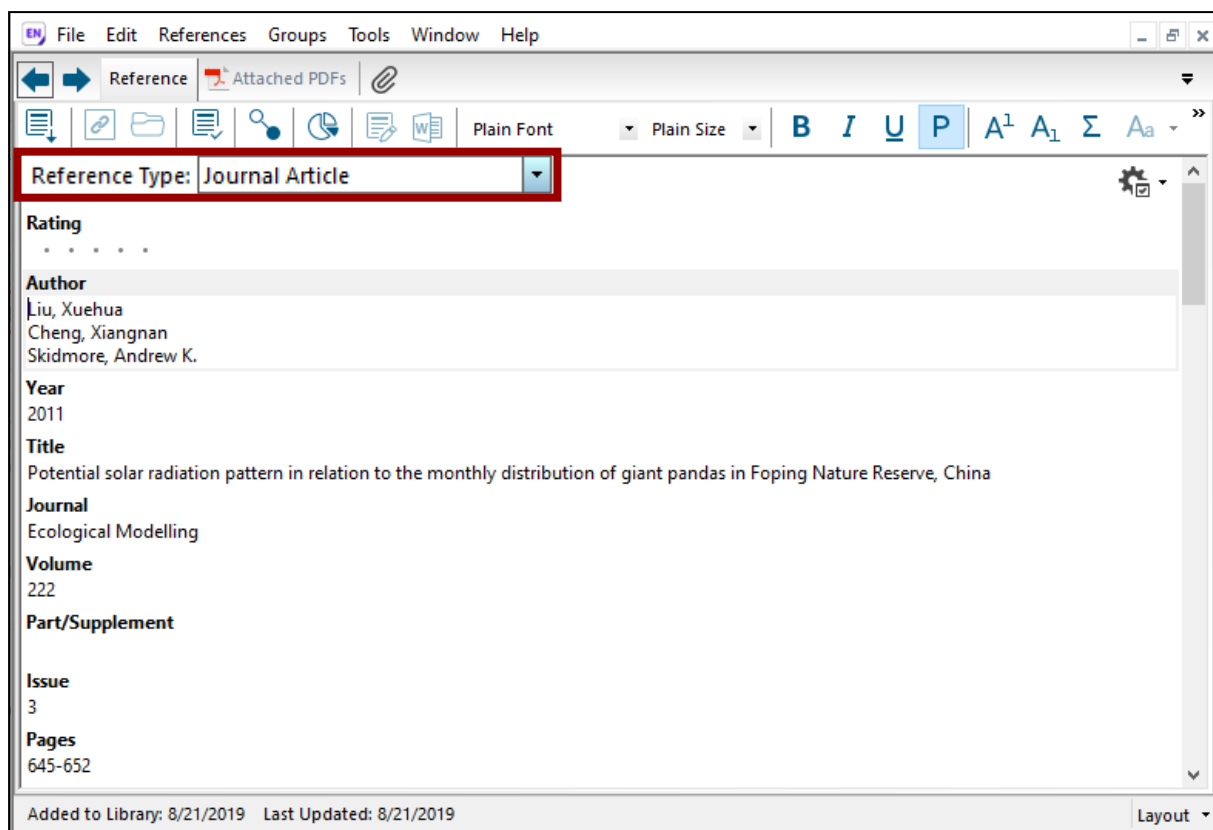 EN File Edit References Groups Tools Window Help
Reference Attached PDFs
W Plain Font Plain Size B I U P A1 A1 Σ Aa »
Reference Type: Journal Article
Rating
Author
Liu, Xuehua
Cheng, Xiangnan
Skidmore, Andrew K.
Year
2011
Title
Potential solar radiation pattern in relation to the monthly distribution of giant pandas in Foping Nature Reserve, China
Journal
Ecological Modelling
Volume
222
Part/Supplement
Issue
3
Pages
645-652
Added to Library: 8/21/2019 Last Updated: 8/21/2019 Layout